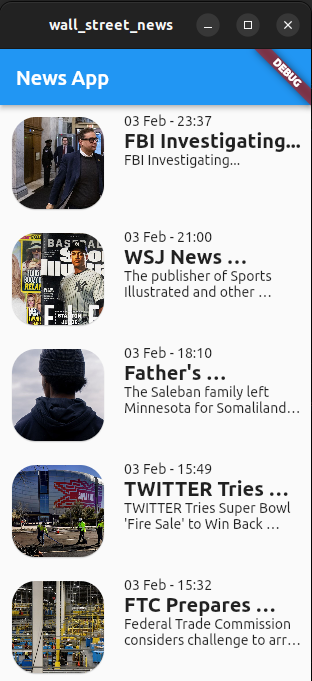 wall_street_news
News App
DEBUG
03 Feb - 23:37
FBI Investigating...
FBI Investigating...
03 Feb - 21:00
WSJ News …
The publisher of Sports
Illustrated and other …
03 Feb - 18:10
Father's …
The Saleban family left
Minnesota for Somaliland…
03 Feb - 15:49
TWITTER Tries …
TWITTER Tries Super Bowl
'Fire Sale' to Win Back …
03 Feb - 15:32
FTC Prepares …
Federal Trade Commission
considers challenge to arr…